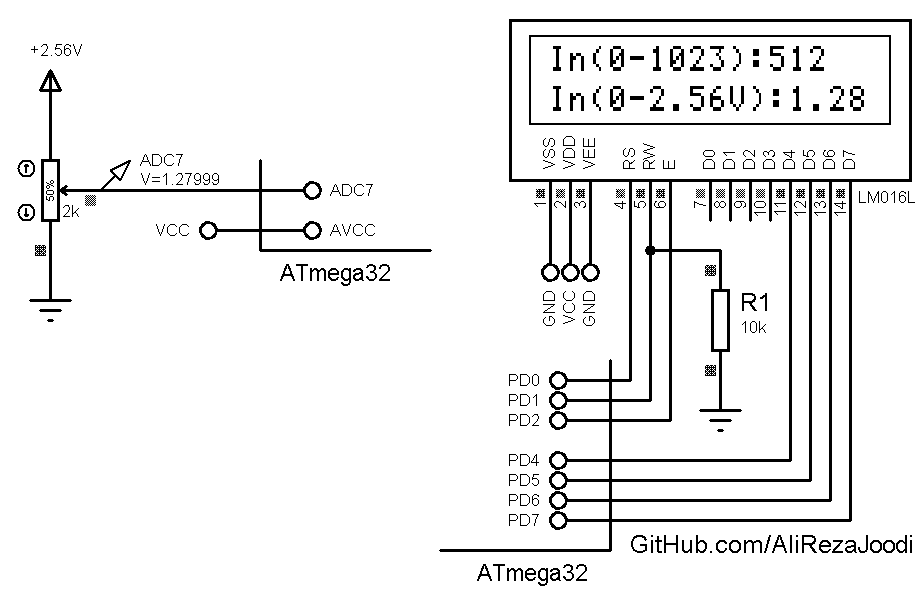 +2.56V
ADC7
V=1.27999
50%
2k
ADC7
VCC
AVCC
ATmega32
In(0-1023):512
In(0-2.56V):1.28
VSS
VDD
VEE
RS
RW
E
D0
D1
D2
D3
D4
D5
D6
D7
1
2
3
4
5
6
7
8
9
10
11
12
13
14
LM016L
GND
VCC
GND
R1
10k
PD0
PD1
PD2
PD4
PD5
PD6
PD7
GitHub.com/AliRezaJoodi
ATmega32